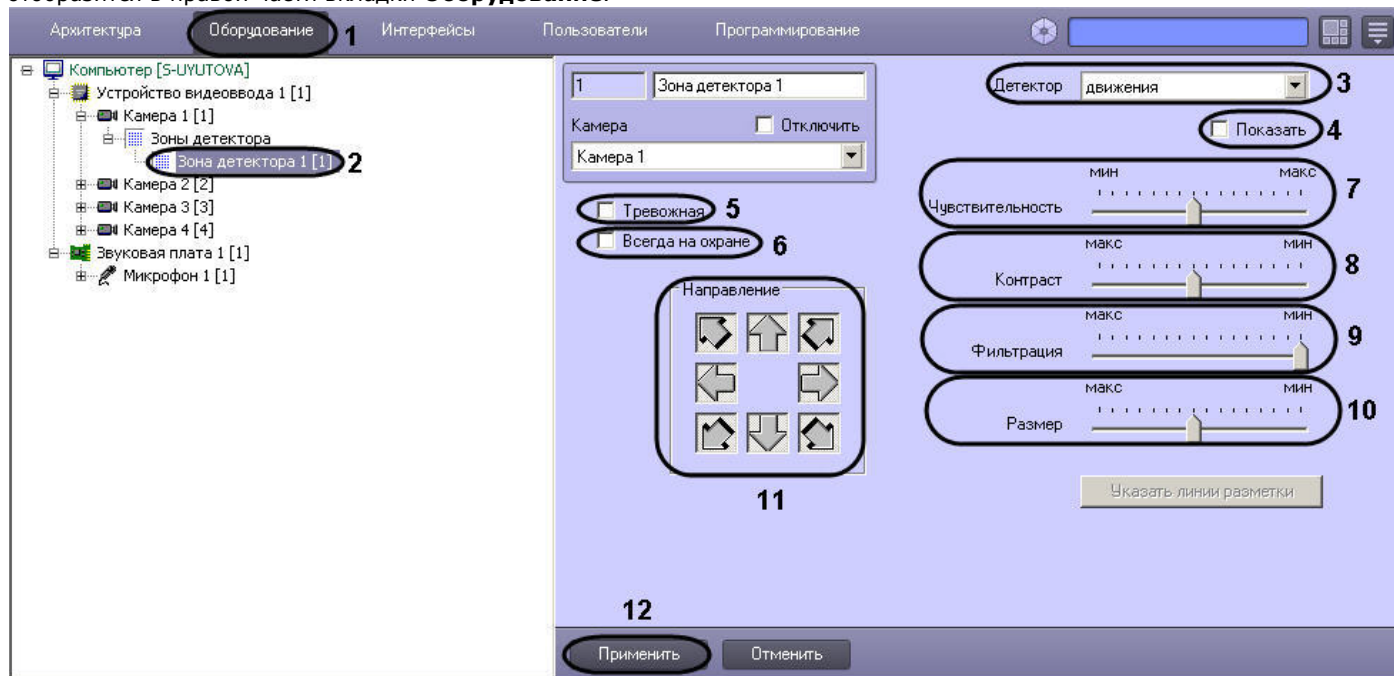 отобразится в правой части вкладки Оборудование.
Архитектура Оборудование 1 Интерфейсы Пользователи Программирование
Компьютер [S-UYUTOVA]
Устройство видеоввода 1 [1]
Камера 1 [1]
Зоны детектора
Зона детектора 1 [1] 2
Камера 2 [2]
Камера 3 [3]
Камера 4 [4]
Звуковая плата 1 [1]
Микрофон 1 [1]
1 Зона детектора 1
Камера Отключить
Камера 1
Тревожная 5
Всегда на охране 6
Направление
11
Детектор движения 3
Показать 4
мин макс
Чувствительность 7
макс мин
Контраст 8
макс мин
Фильтрация 9
макс мин
Размер 10
Указать линии разметки
12
Применить Отменить